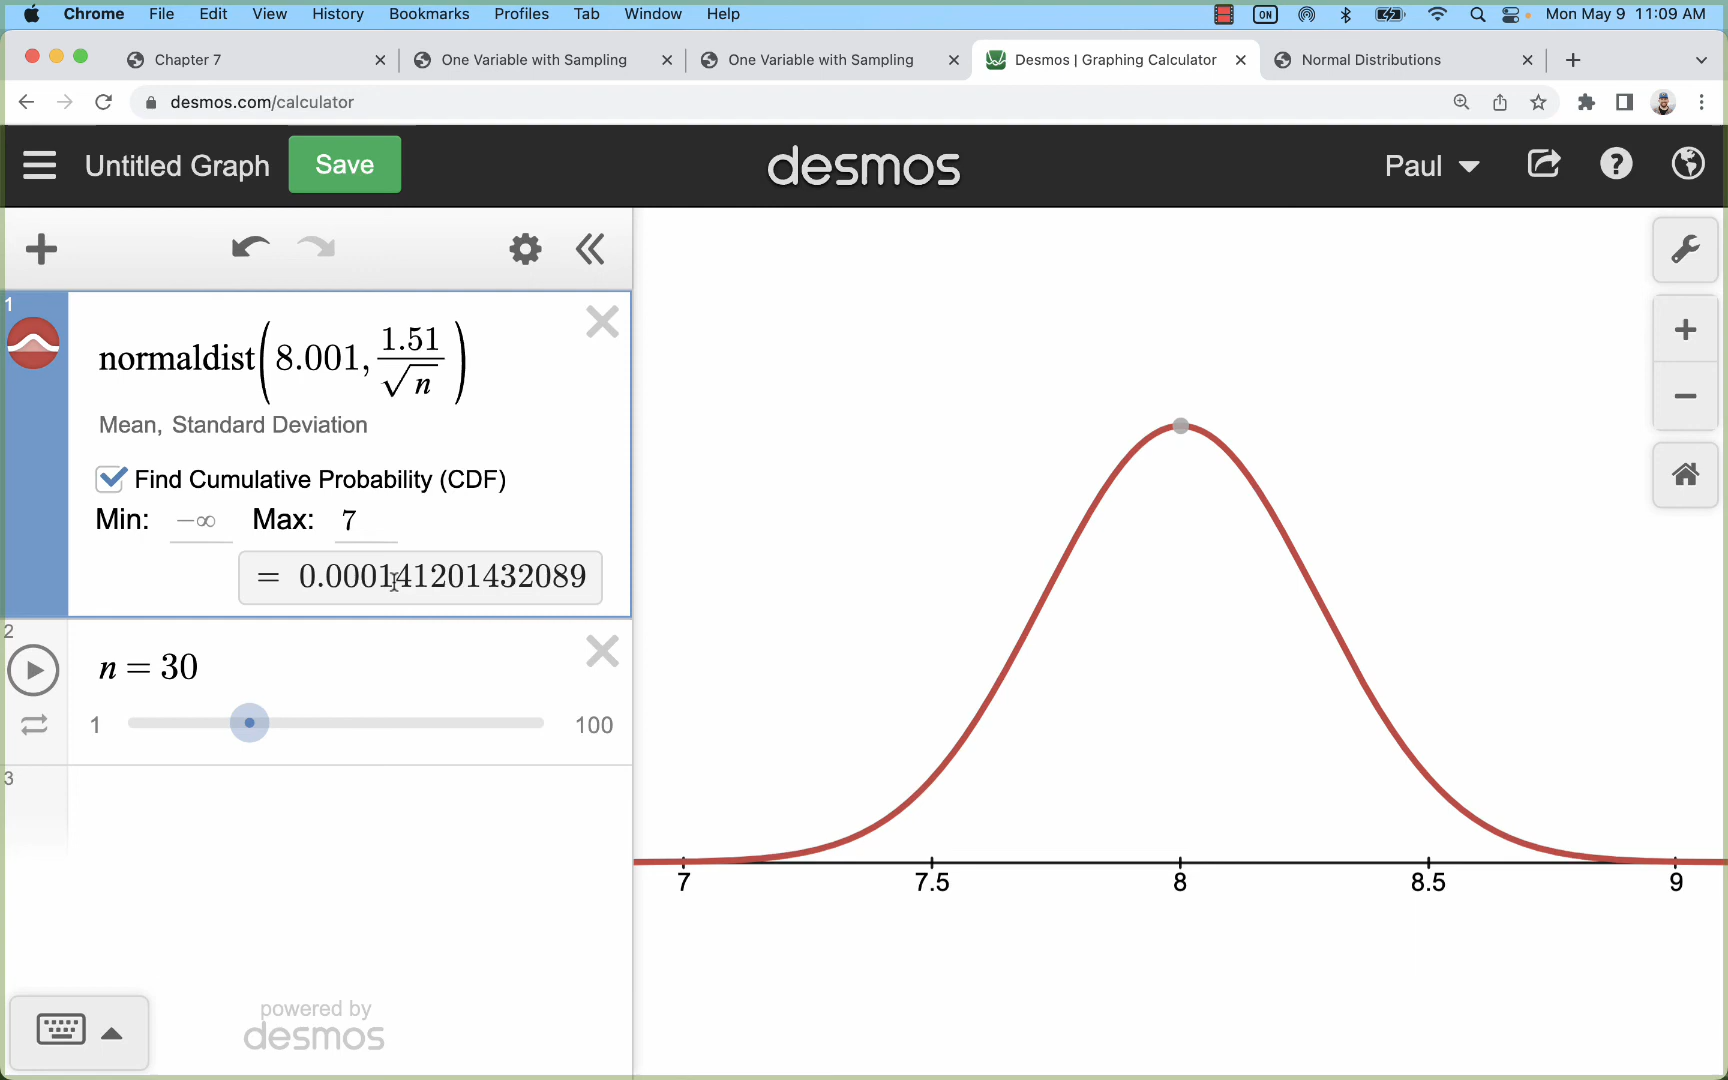 Chrome File Edit View History Bookmarks Profiles Tab Window Help ON Mon May 9 11:09 AM
Chapter 7 One Variable with Sampling One Variable with Sampling Desmos | Graphing Calculator Normal Distributions
desmos.com/calculator
Untitled Graph Save desmos Paul
1
normaldist(8.001, 1.51/√n)
Mean, Standard Deviation
Find Cumulative Probability (CDF)
Min: −∞ Max: 7
= 0.000141201432089
2
n = 30
1 100
3
7 7.5 8 8.5 9
powered by
desmos